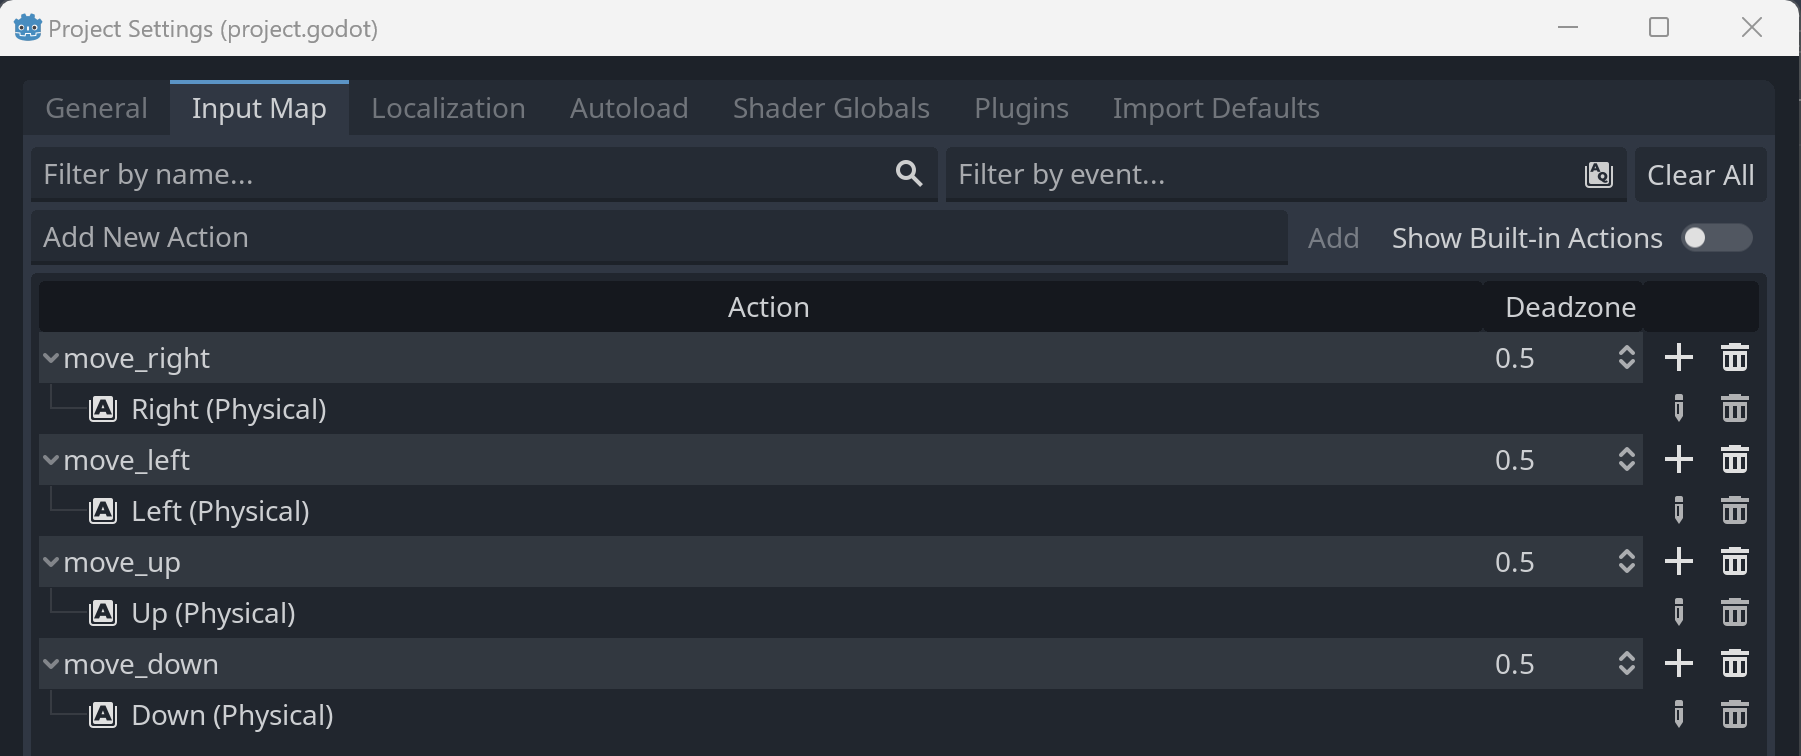 Project Settings (project.godot)
General Input Map Localization Autoload Shader Globals Plugins Import Defaults
Filter by name... Filter by event... Clear All
Add New Action Add Show Built-in Actions
Action Deadzone
move_right 0.5
Right (Physical)
move_left 0.5
Left (Physical)
move_up 0.5
Up (Physical)
move_down 0.5
Down (Physical)